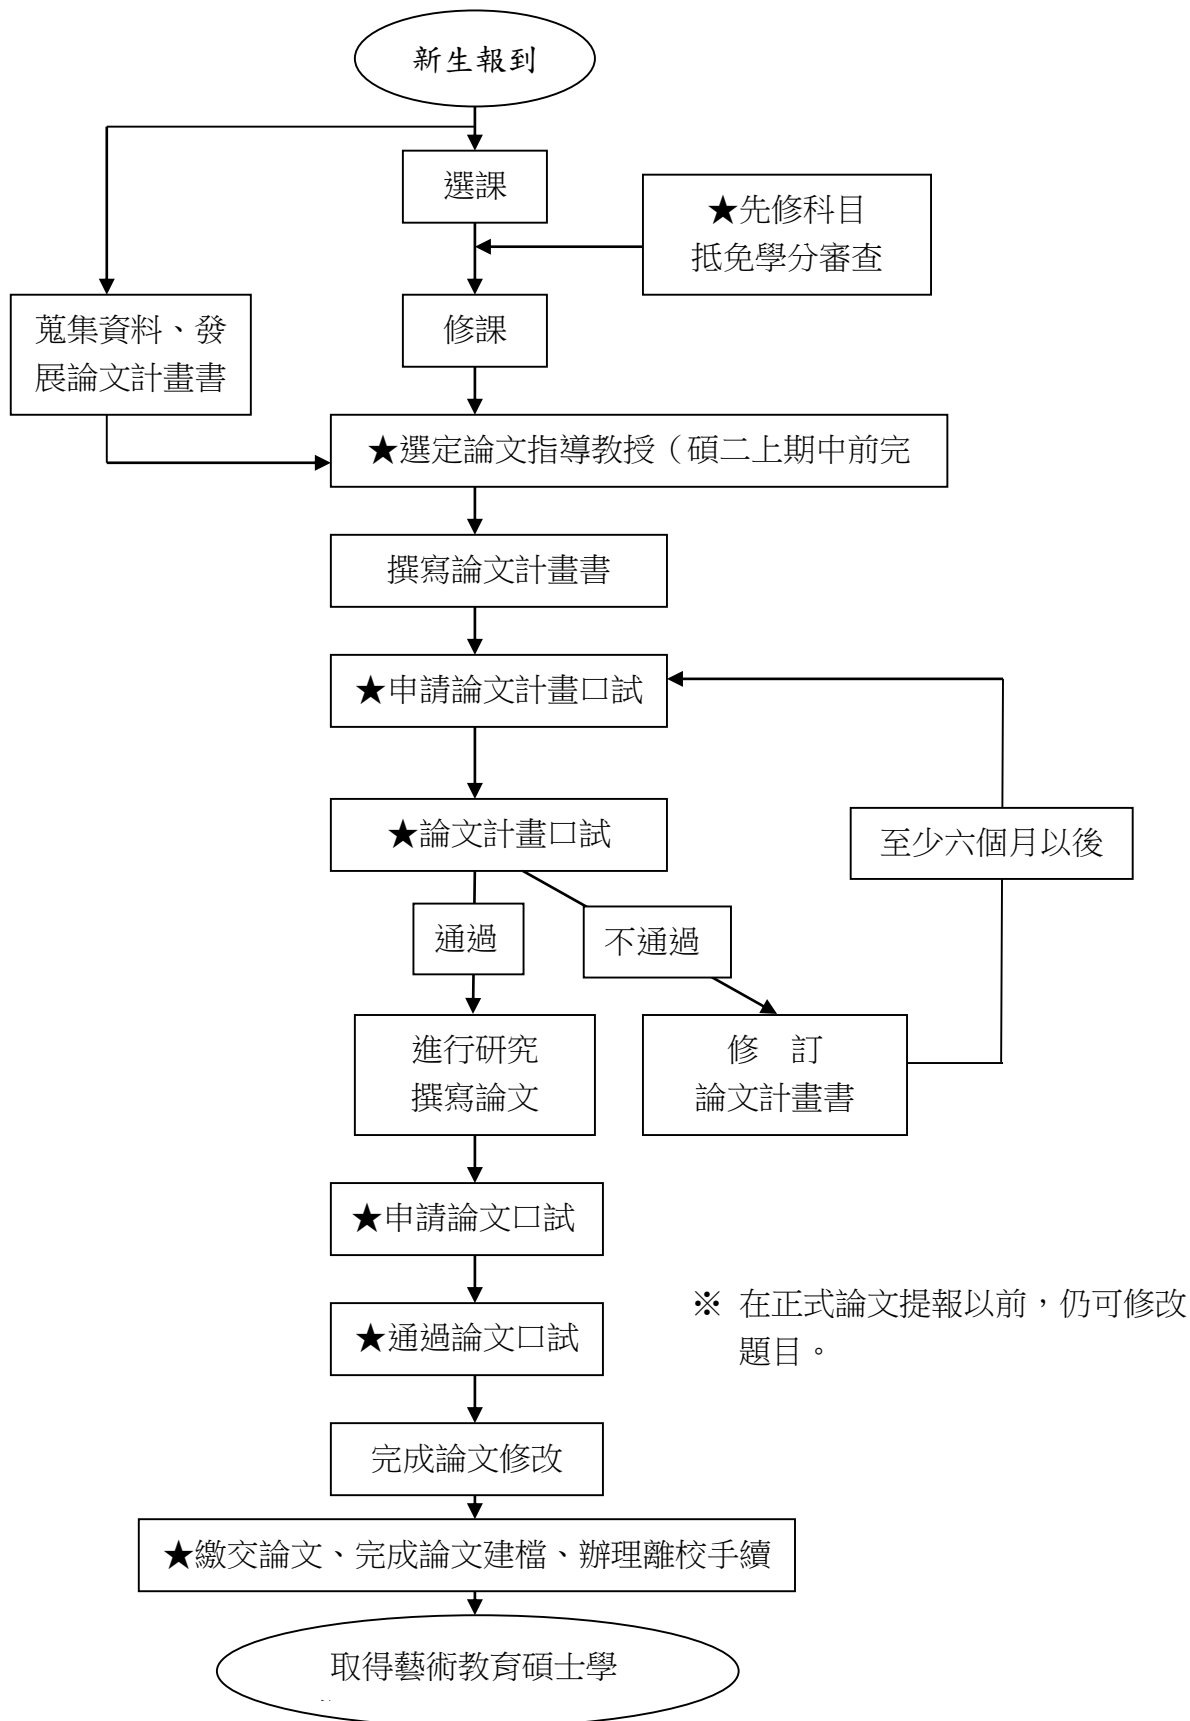 新生報到
選課
★先修科目
抵免學分審查
蒐集資料、發
展論文計畫書
修課
★選定論文指導教授（碩二上期中前完
撰寫論文計畫書
★申請論文計畫口試
★論文計畫口試
至少六個月以後
通過
不通過
進行研究
撰寫論文
修　訂
論文計畫書
★申請論文口試
※ 在正式論文提報以前，仍可修改
題目。
★通過論文口試
完成論文修改
★繳交論文、完成論文建檔、辦理離校手續
取得藝術教育碩士學